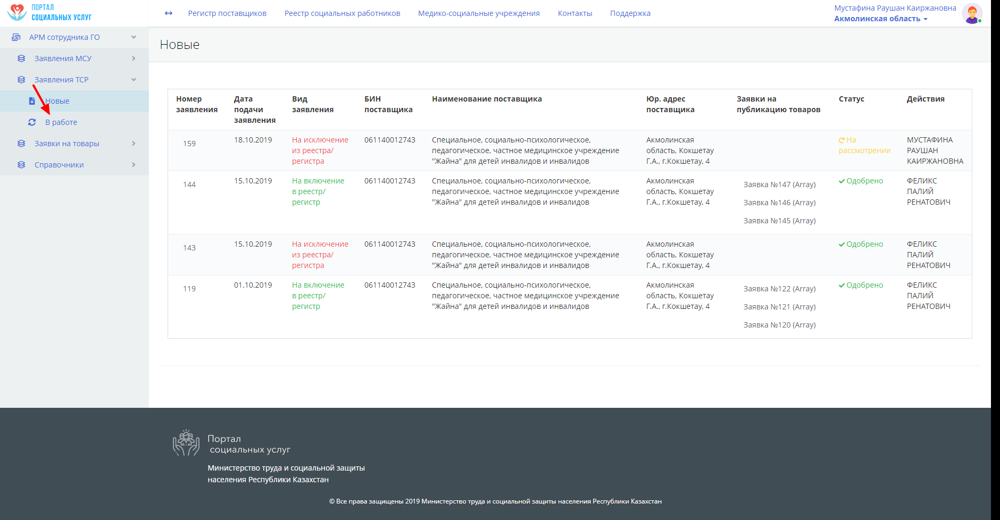 ПОРТАЛ
СОЦИАЛЬНЫХ УСЛУГ
Регистр поставщиков
Реестр социальных работников
Медико-социальные учреждения
Контакты
Поддержка
Мустафина Раушан Каиржановна
Акмолинская область
АРМ сотрудника ГО
Заявления МСУ
Заявления ТСР
Новые
В работе
Заявки на товары
Справочники
Новые
Номер
заявления
Дата
подачи
заявления
Вид
заявления
БИН
поставщика
Наименование поставщика
Юр. адрес
поставщика
Заявки на
публикацию товаров
Статус
Действия
159
18.10.2019
На исключение
из реестра/
регистра
061140012743
Специальное, социально-психологическое,
педагогическое, частное медицинское учреждение
"Жайна" для детей инвалидов и инвалидов
Акмолинская
область, Кокшетау
Г.А., г.Кокшетау, 4
На
рассмотрении
МУСТАФИНА
РАУШАН
КАИРЖАНОВНА
144
15.10.2019
На включение
в реестр/
регистр
061140012743
Специальное, социально-психологическое,
педагогическое, частное медицинское учреждение
"Жайна" для детей инвалидов и инвалидов
Акмолинская
область, Кокшетау
Г.А., г.Кокшетау, 4
Заявка №147 (Array)
Заявка №146 (Array)
Заявка №145 (Array)
Одобрено
ФЕЛИКС
ПАЛИЙ
РЕНАТОВИЧ
143
15.10.2019
На исключение
из реестра/
регистра
061140012743
Специальное, социально-психологическое,
педагогическое, частное медицинское учреждение
"Жайна" для детей инвалидов и инвалидов
Акмолинская
область, Кокшетау
Г.А., г.Кокшетау, 4
Одобрено
ФЕЛИКС
ПАЛИЙ
РЕНАТОВИЧ
119
01.10.2019
На включение
в реестр/
регистр
061140012743
Специальное, социально-психологическое,
педагогическое, частное медицинское учреждение
"Жайна" для детей инвалидов и инвалидов
Акмолинская
область, Кокшетау
Г.А., г.Кокшетау, 4
Заявка №122 (Array)
Заявка №121 (Array)
Заявка №120 (Array)
Одобрено
ФЕЛИКС
ПАЛИЙ
РЕНАТОВИЧ
Портал
социальных услуг
Министерство труда и социальной защиты
населения Республики Казахстан
© Все права защищены 2019 Министерство труда и социальной защиты населения Республики Казахстан